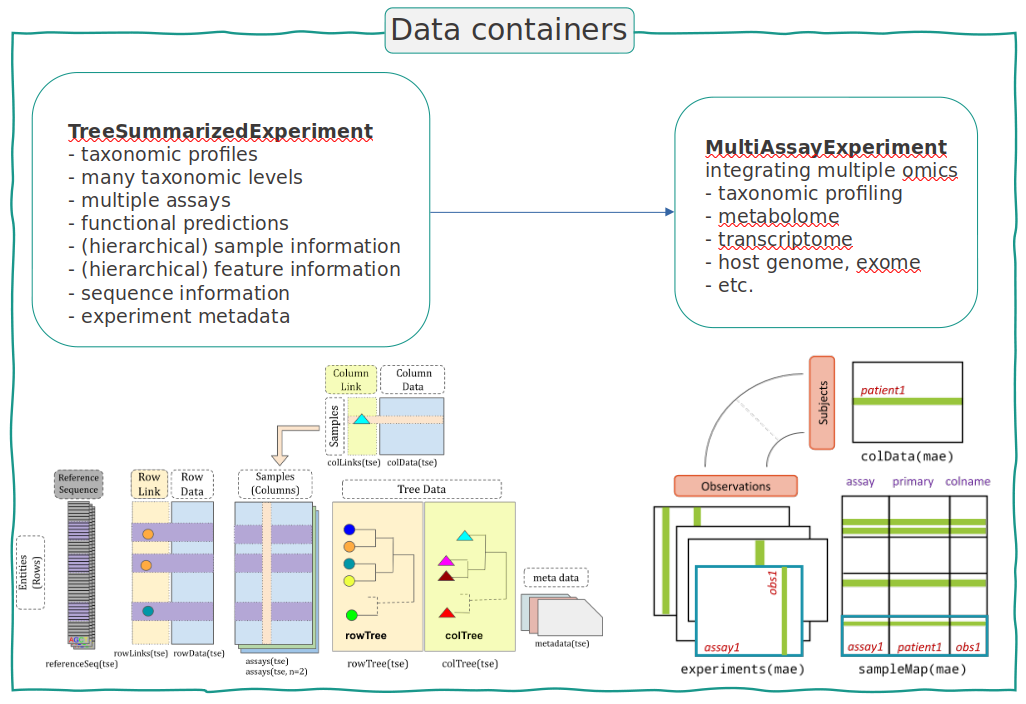 Data containers
TreeSummarizedExperiment
- taxonomic profiles
- many taxonomic levels
- multiple assays
- functional predictions
- (hierarchical) sample information
- (hierarchical) feature information
- sequence information
- experiment metadata
MultiAssayExperiment
integrating multiple omics
- taxonomic profiling
- metabolome
- transcriptome
- host genome, exome
- etc.
Column
Link
Column
Data
Samples
colLinks(tse)
colData(tse)
Reference
Sequence
Row
Link
Row
Data
Samples
(Columns)
Tree Data
Entities
(Rows)
AG
referenceSeq(tse)
rowLinks(tse)
rowData(tse)
assays(tse)
assays(tse, n=2)
rowTree
colTree
rowTree(tse)
colTree(tse)
meta data
metadata(tse)
Subjects
patient1
colData(mae)
Observations
obs1
assay1
experiments(mae)
assay primary colname
assay1 patient1 obs1
sampleMap(mae)